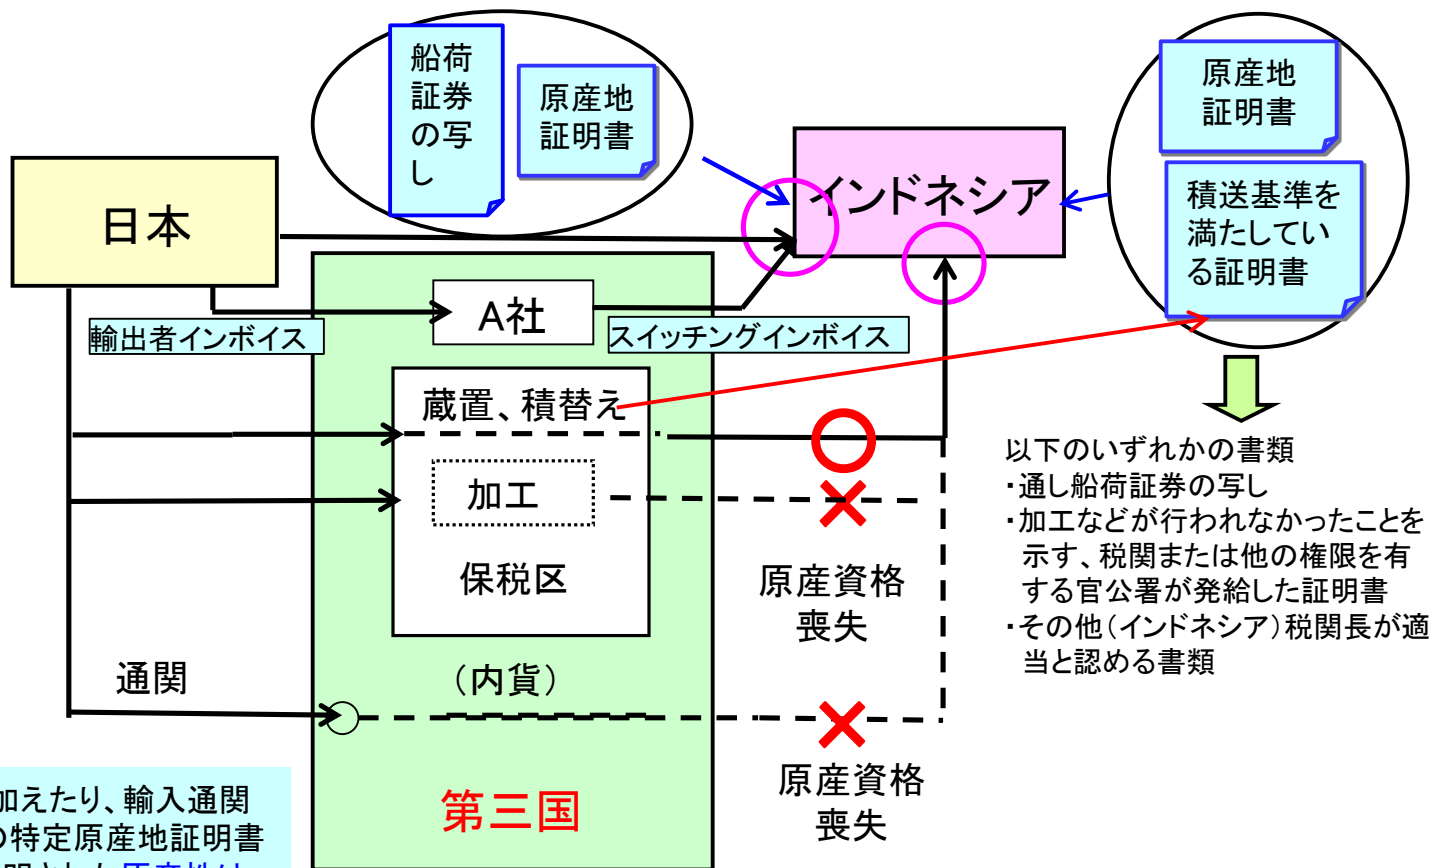 船荷
証券
の写
し
原産地
証明書
原産地
証明書
積送基準を
満たしてい
る証明書
日本
インドネシア
A社
輸出者インボイス
スイッチングインボイス
蔵置、積替え
加工
保税区
原産資格
喪失
以下のいずれかの書類
・通し船荷証券の写し
・加工などが行われなかったことを
示す、税関または他の権限を有
する官公署が発給した証明書
・その他（インドネシア）税関長が適
当と認める書類
通関
（内貨）
原産資格
喪失
第三国
加えたり、輸入通関
の特定原産地証明書
明された原産性は